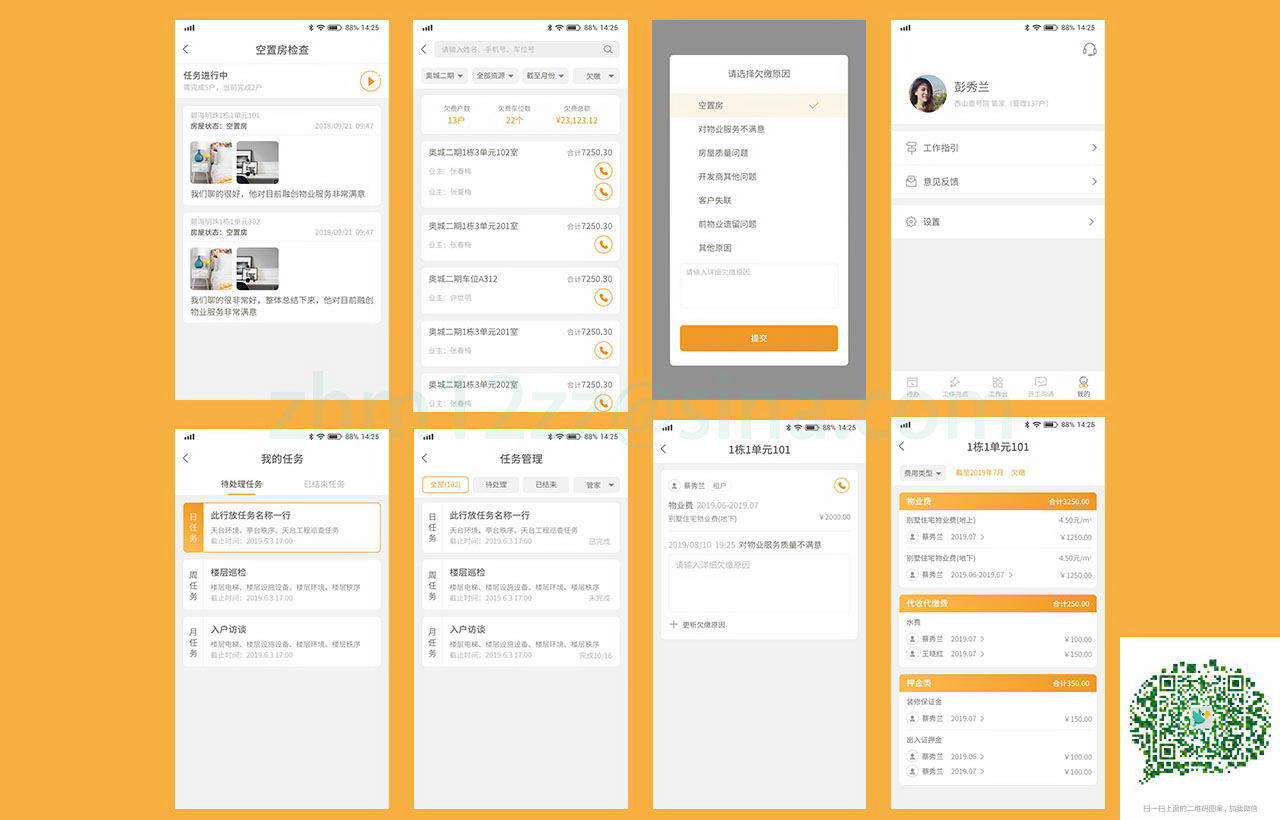 88% 14:25
空置房检查
任务进行中
需完成5户，当前完成2户
碧海明珠1栋1单元101
房屋状态：空置房
2018/09/21 09:47
我们聊的很好，他对目前融创物业服务非常满意
碧海明珠1栋1单元302
房屋状态：空置房
2018/09/21 09:47
我们聊的很非常好，整体总结下来，他对目前融创
物业服务非常满意
88% 14:25
请输入姓名、手机号、车位号
奥城二期
全部资源
截至月份
欠缴
欠费户数
欠费车位数
欠费总额
13户
22个
¥23,123.12
奥城二期1栋3单元102室
合计7250.30
业主：张春梅
业主：张夏梅
奥城二期1栋3单元201室
合计7250.30
业主：张春梅
奥城二期车位A312
合计7250.30
业主：许世明
奥城二期1栋3单元201室
合计7250.30
业主：张春梅
奥城二期1栋3单元202室
合计7250.30
业主：张春梅
请选择欠缴原因
空置房
对物业服务不满意
房屋质量问题
开发商其他问题
客户失联
前物业遗留问题
其他原因
请输入详细欠缴原因
提交
88% 14:25
彭秀兰
西山壹号院 管家（管理137户）
工作指引
意见反馈
设置
待办
工作亮点
工作台
员工沟通
我的
zhm12zz@sina.com
88% 14:25
我的任务
待处理任务
已结束任务
日任务
此行放任务名称一行
天台环境、亭台秩序、天台工程巡查任务
截止时间：2019.6.3 17:00
周任务
楼层巡检
楼层电梯、楼层设施设备、楼层环境、楼层秩序
截止时间：2019.6.3 17:00
月任务
入户访谈
楼层电梯、楼层设施设备、楼层环境、楼层秩序
截止时间：2019.6.3 17:00
88% 14:25
任务管理
全部(102)
待处理
已结束
管家
日任务
此行放任务名称一行
天台环境、亭台秩序、天台工程巡查任务
截止时间：2019.6.3 17:00
已完成
周任务
楼层巡检
楼层电梯、楼层设施设备、楼层环境、楼层秩序
截止时间：2019.6.3 17:00
未完成
月任务
入户访谈
楼层电梯、楼层设施设备、楼层环境、楼层秩序
截止时间：2019.6.3 17:00
完成10/16
88% 14:25
1栋1单元101
蔡秀兰 租户
物业费 2019.06-2019.07
别墅住宅物业费(地下)
¥2000.00
2019/08/10 19:25 对物业服务质量不满意
请输入详细欠缴原因
更新欠缴原因
88% 14:25
1栋1单元101
费用类型
截至2019年7月 欠缴
物业费
合计3250.00
别墅住宅物业费(地上)
4.50元/m²
蔡秀兰 2019.07
¥1250.00
别墅住宅物业费(地下)
4.50元/m²
蔡秀兰 2019.06-2019.07
¥1250.00
代收代缴费
合计250.00
水费
蔡秀兰 2019.07
¥100.00
王晓红 2019.07
¥150.00
押金类
合计350.00
装修保证金
蔡秀兰 2019.07
¥150.00
出入证押金
蔡秀兰 2019.06
¥100.00
蔡秀兰 2019.07
¥100.00
扫一扫上面的二维码图案，加我微信